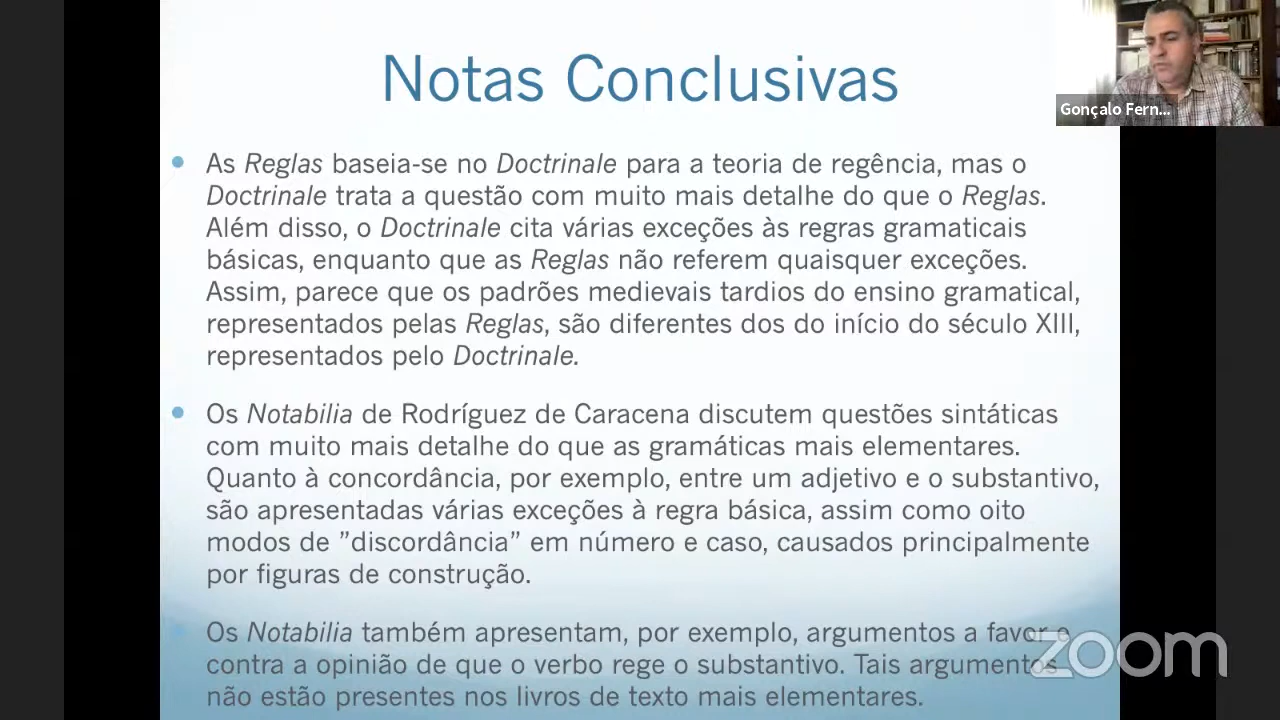 Notas Conclusivas
Gonçalo Fern...
As Reglas baseia-se no Doctrinale para a teoria de regência, mas o
Doctrinale trata a questão com muito mais detalhe do que o Reglas.
Além disso, o Doctrinale cita várias exceções às regras gramaticais
básicas, enquanto que as Reglas não referem quaisquer exceções.
Assim, parece que os padrões medievais tardios do ensino gramatical,
representados pelas Reglas, são diferentes dos do início do século XIII,
representados pelo Doctrinale.
Os Notabilia de Rodríguez de Caracena discutem questões sintáticas
com muito mais detalhe do que as gramáticas mais elementares.
Quanto à concordância, por exemplo, entre um adjetivo e o substantivo,
são apresentadas várias exceções à regra básica, assim como oito
modos de ”discordância” em número e caso, causados principalmente
por figuras de construção.
Os Notabilia também apresentam, por exemplo, argumentos a favor e
contra a opinião de que o verbo rege o substantivo. Tais argumentos
não estão presentes nos livros de texto mais elementares.
zoom